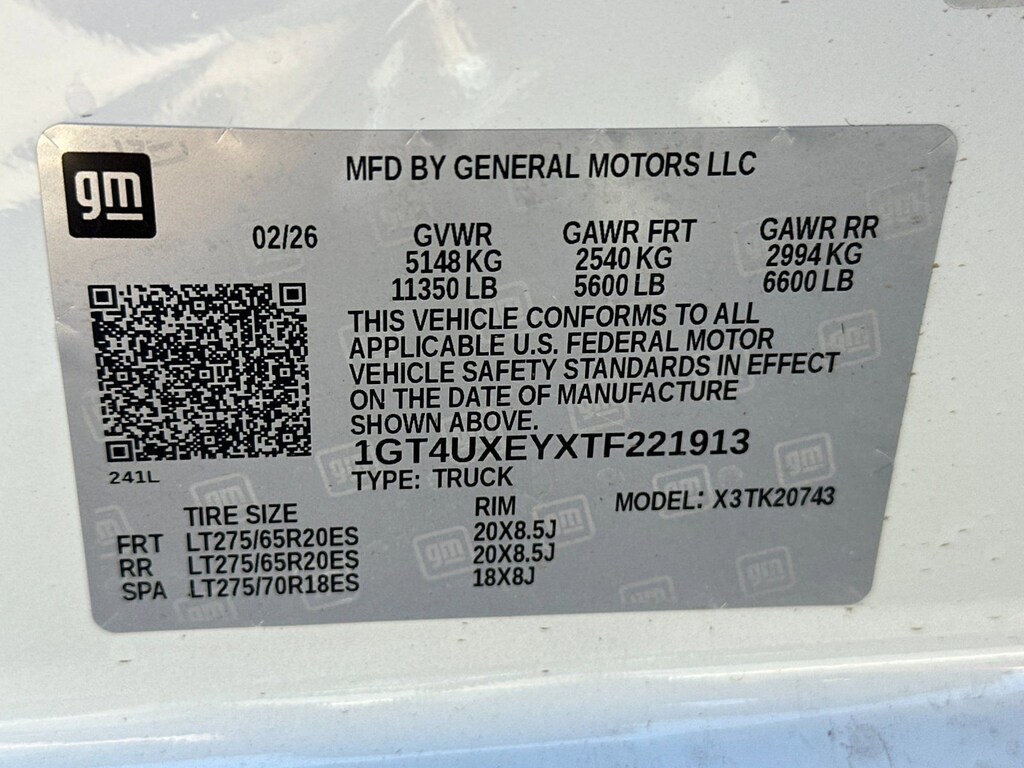 gm
MFD BY GENERAL MOTORS LLC
02/26
GVWR GAWR FRT GAWR RR
5148 KG 2540 KG 2994 KG
11350 LB 5600 LB 6600 LB
THIS VEHICLE CONFORMS TO ALL
APPLICABLE U.S. FEDERAL MOTOR
VEHICLE SAFETY STANDARDS IN EFFECT
ON THE DATE OF MANUFACTURE
SHOWN ABOVE.
1GT4UXEYXTF221913
241L
TYPE: TRUCK
TIRE SIZE RIM MODEL: X3TK20743
FRT LT275/65R20ES 20X8.5J
RR LT275/65R20ES 20X8.5J
SPA LT275/70R18ES 18X8J